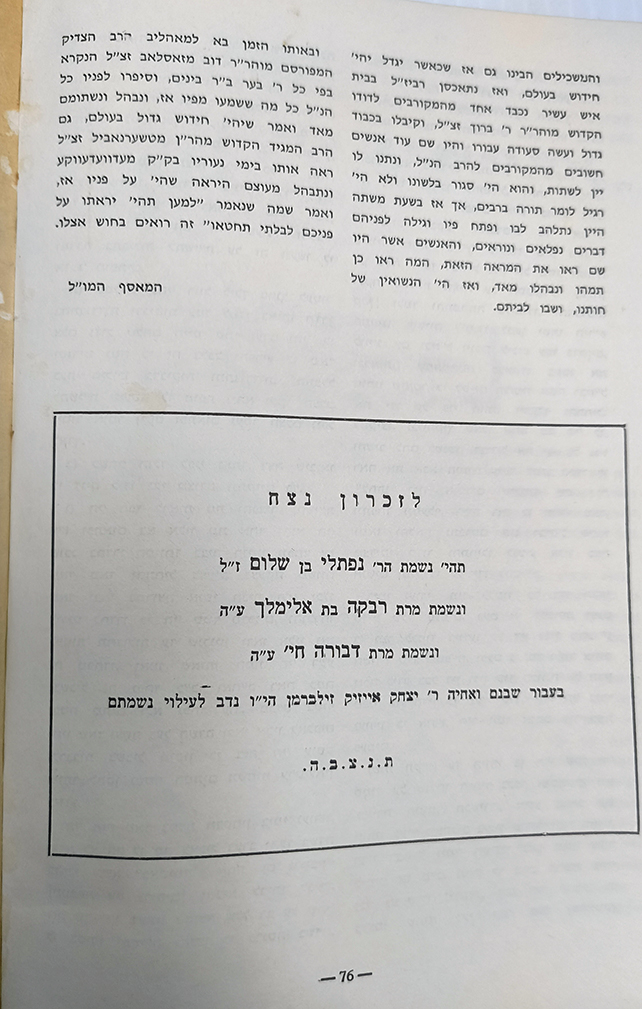 והמשכילים הבינו גם אז שכאשר יגדל יהי'
חידוש בעולם, ואז נתאכסן רביז"ל בבית
איש עשיר נכבד אחד מהמקורבים לדודו
הקדוש מוהר"ר ר' ברוך זצ"ל, וקיבלו בכבוד
גדול ועשה סעודה עבורו והיו שם עוד אנשים
חשובים מהמקורבים להרב הנ"ל, ונתנו לו
יין לשתות, והוא הי' סגור בלשונו ולא הי'
רגיל לומר תורה ברבים, אך אז בשעת משתה
היין נתלהב לבו ופתח פיו וגילה לפניהם
דברים נפלאים ונוראים, והאנשים אשר היו
שם ראו את המראה הזאת, המה ראו כן
תמהו ונבהלו מאד, ואז הי' הנשואין של
חותנו, ושבו לביתם.
ובאותו הזמן בא למאהליב הרב הצדיק
המפורסם מוהר"ר דוב מזאסלאב זצ"ל הנקרא
בפי כל ר' בער ב"ר בינים, וסיפרו לפניו כל
הנ"ל כל מה ששמעו מפיו אז, ונבהל ונשתומם
מאד ואמר שיהי' חידוש גדול בעולם, גם
הרב המגיד הקדוש מהר"ן מטשערנאביל זצ"ל
ראה אותו בימי נעוריו בק"ק מעדוועדעווקע
ונתבהל מעוצם היראה שהי' על פניו אז,
ואמר שמה שנאמר "למען תהי' יראתו על
פניכם לבלתי תחטאו" זה רואים בחוש אצלו.
המאסף המו"ל
לזכרון נצח
תהי' נשמת הר' נפתלי בן שלום ז"ל
ונשמת מרת רבקה בת אלימלך ע"ה
ונשמת מרת דבורה חי' ע"ה
בעבור שבנם ואחיה ר' יצחק אייזיק זילברמן הי"ו נדב לעילוי נשמתם
ת.נ.צ.ב.ה.
— 76 —